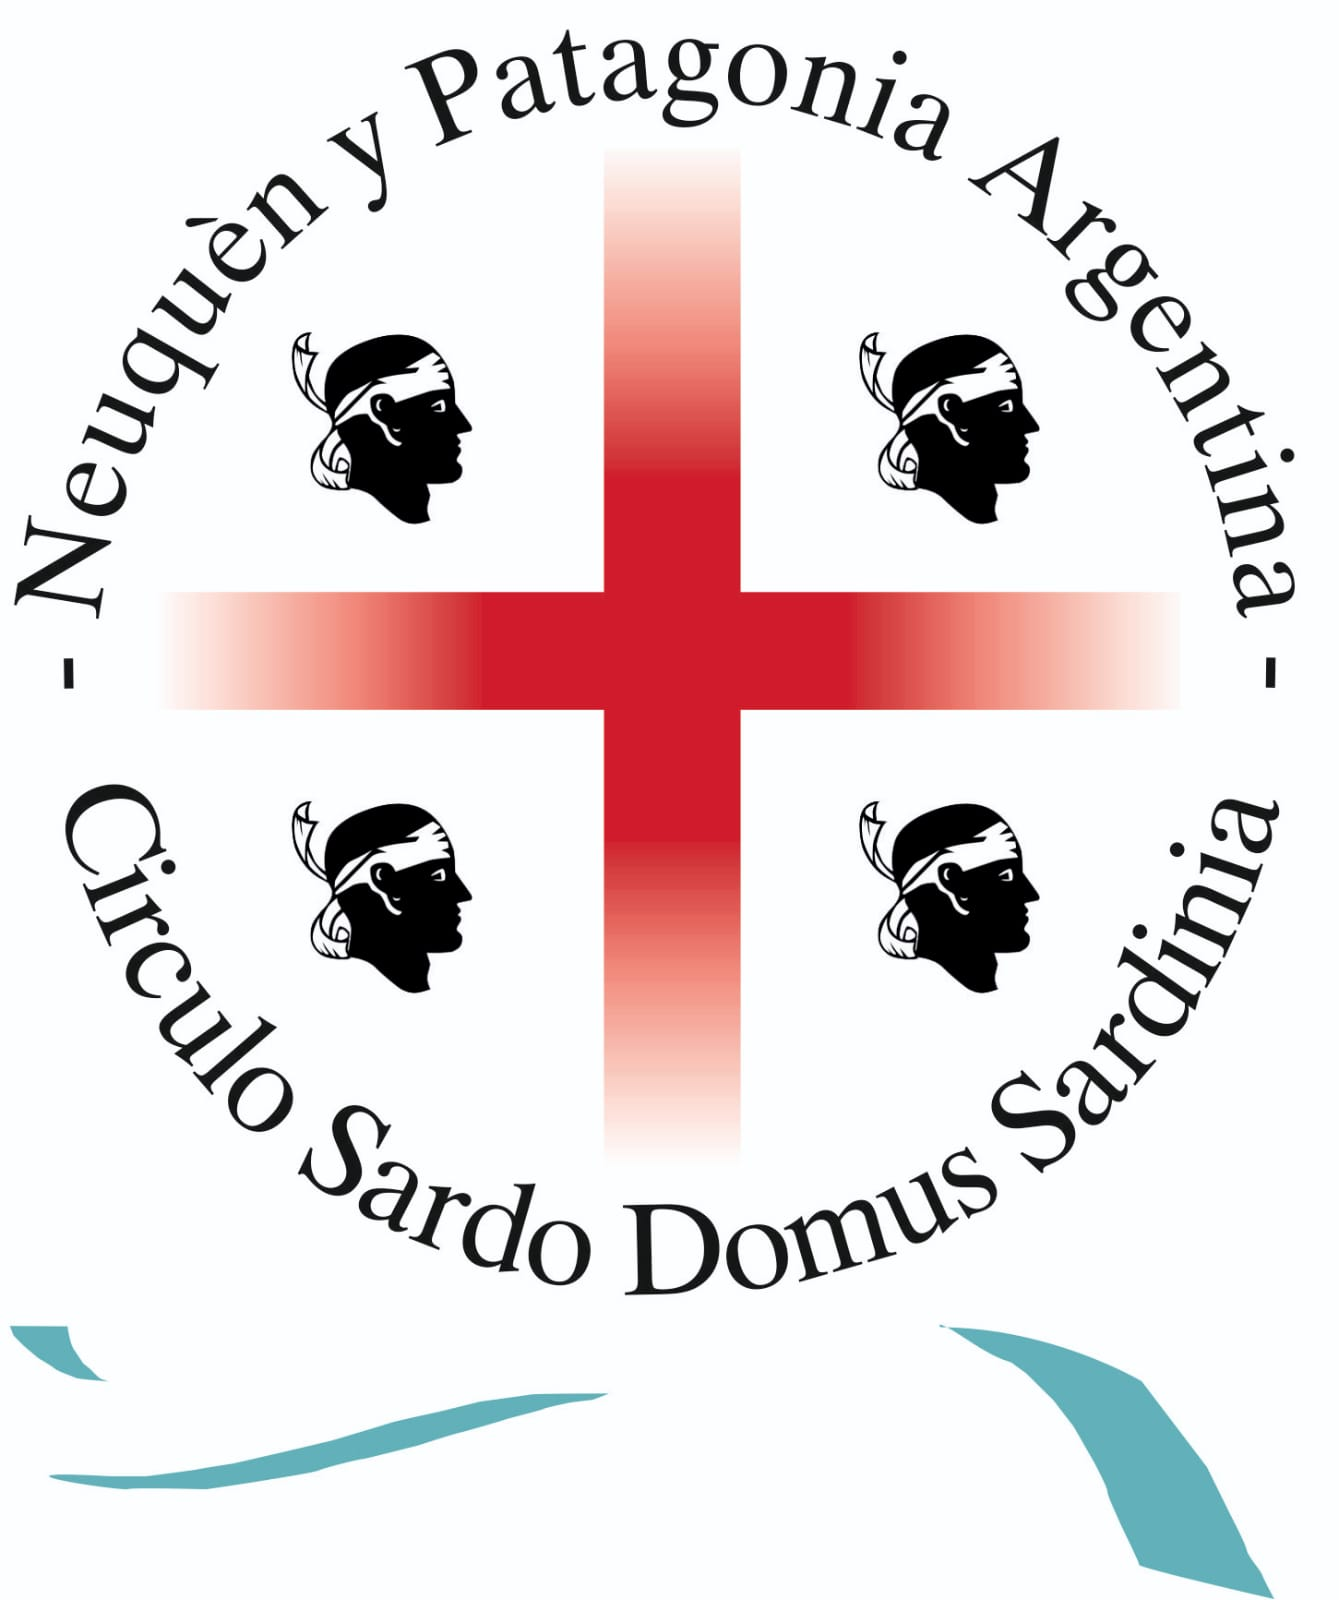 - Neuquèn y Patagonia Argentina -
Circulo Sardo Domus Sardinia